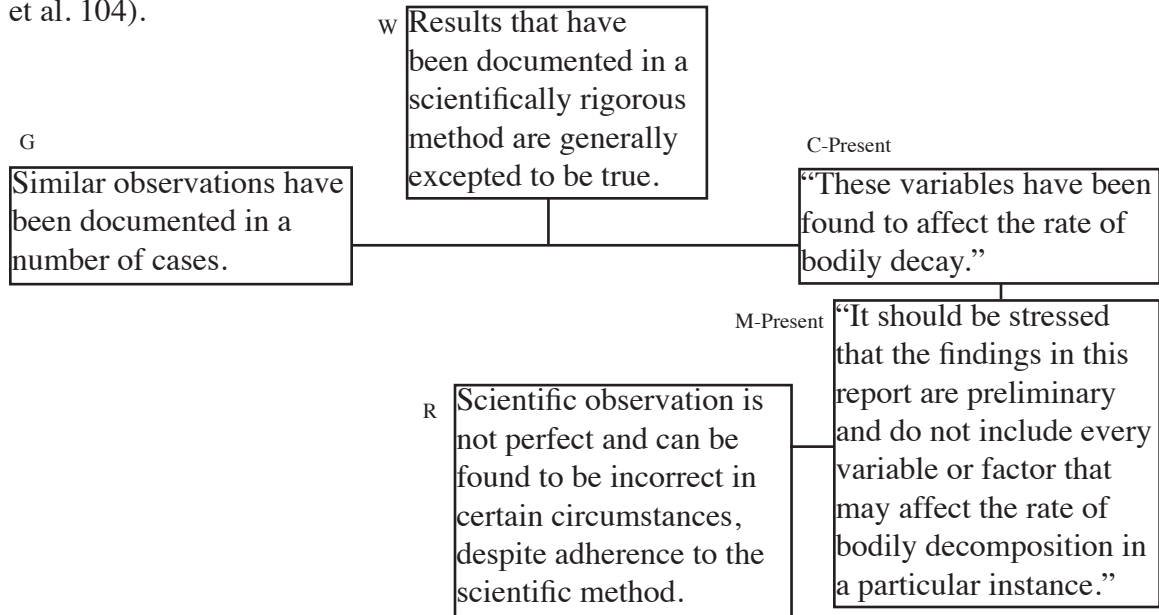 et al. 104).
W
Results that have
been documented in a
scientifically rigorous
method are generally
excepted to be true.
G
Similar observations have
been documented in a
number of cases.
C-Present
“These variables have been
found to affect the rate of
bodily decay.”
M-Present
“It should be stressed
that the findings in this
report are preliminary
and do not include every
variable or factor that
may affect the rate of
bodily decomposition in
a particular instance.”
R
Scientific observation is
not perfect and can be
found to be incorrect in
certain circumstances,
despite adherence to the
scientific method.